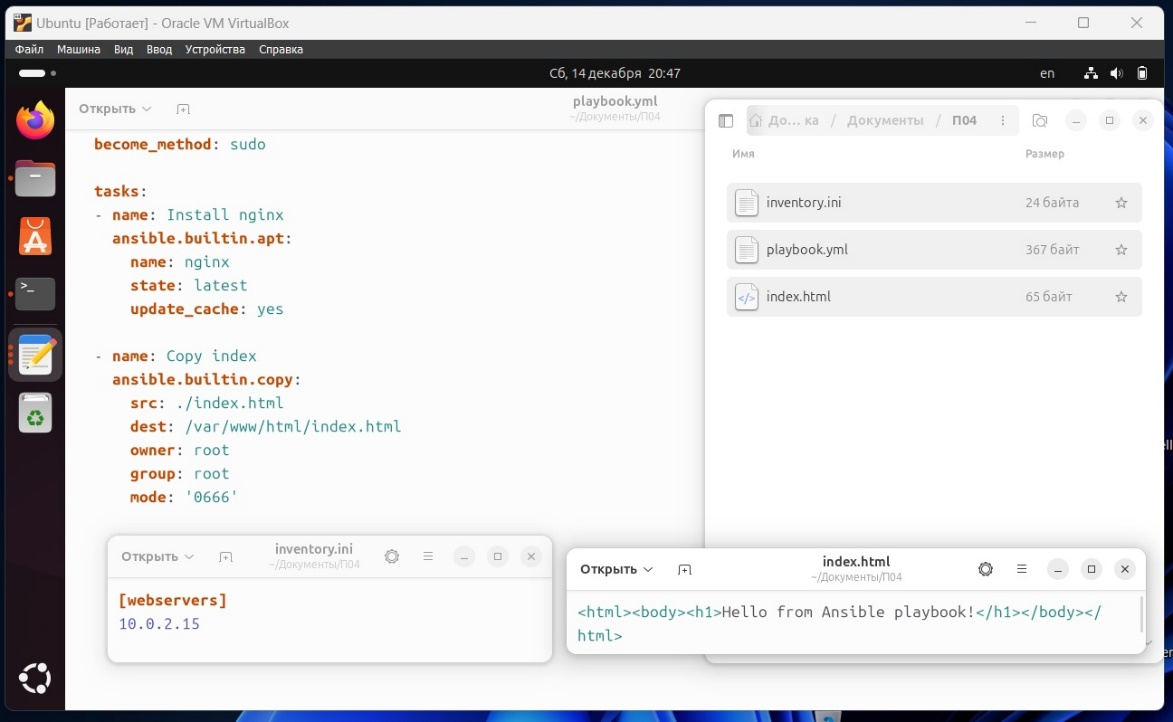 Ubuntu [Работает] - Oracle VM VirtualBox
Файл Машина Вид Ввод Устройства Справка
Сб, 14 декабря 20:47
en
Открыть
playbook.yml
~/Документы/П04
become_method: sudo
tasks:
- name: Install nginx
ansible.builtin.apt:
name: nginx
state: latest
update_cache: yes
- name: Copy index
ansible.builtin.copy:
src: ./index.html
dest: /var/www/html/index.html
owner: root
group: root
mode: '0666'
До… ка / Документы / П04
Имя Размер
inventory.ini 24 байта
playbook.yml 367 байт
index.html 65 байт
Открыть
inventory.ini
~/Документы/П04
[webservers]
10.0.2.15
Открыть
index.html
~/Документы/П04
<html><body><h1>Hello from Ansible playbook!</h1></body></
html>